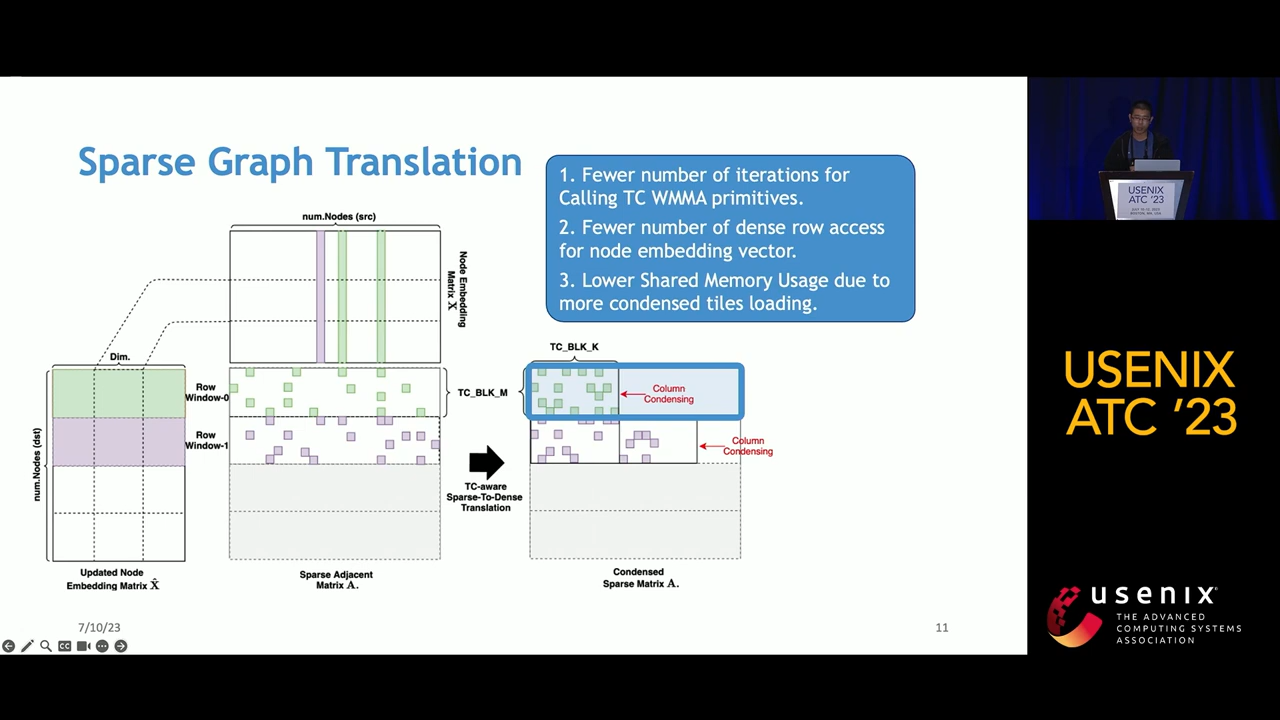 Sparse Graph Translation
1. Fewer number of iterations for
Calling TC WMMA primitives.
2. Fewer number of dense row access
for node embedding vector.
3. Lower Shared Memory Usage due to
more condensed tiles loading.
num.Nodes (src)
Node Embedding
Matrix X
Dim.
num.Nodes (dst)
Row
Window-0
Row
Window-1
TC_BLK_M
TC_BLK_K
Column
Condensing
Column
Condensing
TC-aware
Sparse-To-Dense
Translation
Updated Node
Embedding Matrix X̂
Sparse Adjacent
Matrix A.
Condensed
Sparse Matrix A.
7/10/23
11
USENIX
ATC '23
USENIX
ATC '23
usenix
THE ADVANCED
COMPUTING SYSTEMS
ASSOCIATION